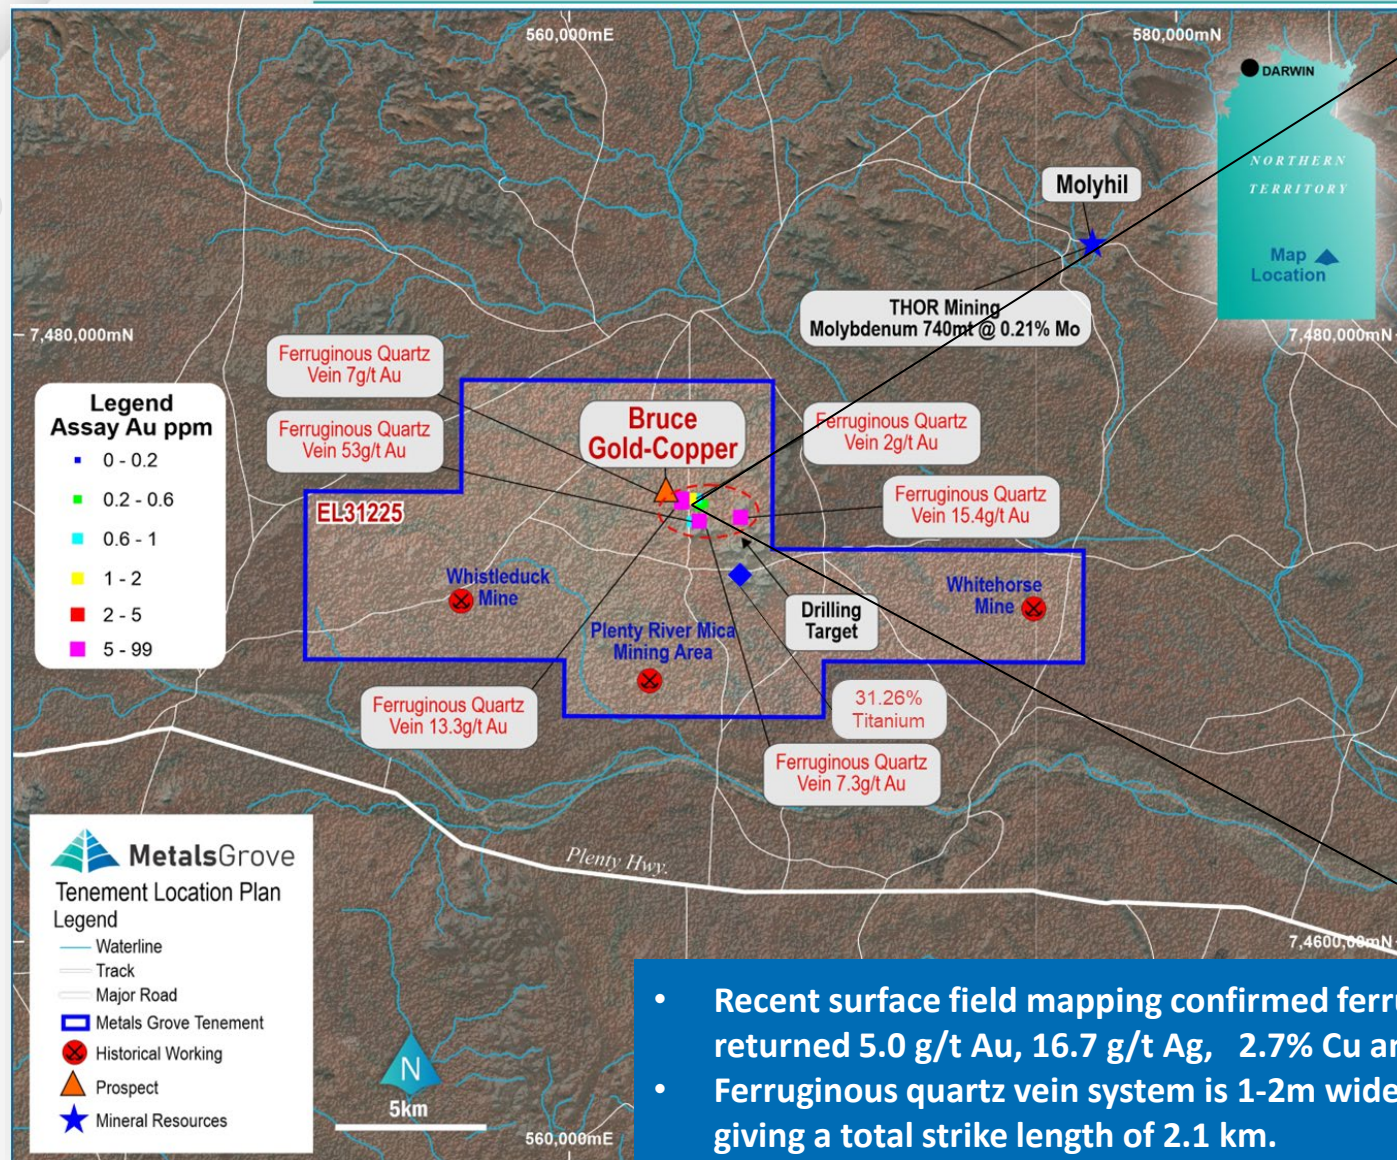 560,000mE
580,000mN
DARWIN
NORTHERN
TERRITORY
Map
Location
Molyhil
THOR Mining
Molybdenum 740mt @ 0.21% Mo
7,480,000mN
7,480,000mN
Ferruginous Quartz
Vein 7g/t Au
Legend
Assay Au ppm
0 - 0.2
0.2 - 0.6
0.6 - 1
1 - 2
2 - 5
5 - 99
Ferruginous Quartz
Vein 53g/t Au
Bruce
Gold-Copper
Ferruginous Quartz
Vein 2g/t Au
Ferruginous Quartz
Vein 15.4g/t Au
EL31225
Whistleduck
Mine
Whitehorse
Mine
Drilling
Target
Plenty River Mica
Mining Area
Ferruginous Quartz
Vein 13.3g/t Au
31.26%
Titanium
Ferruginous Quartz
Vein 7.3g/t Au
Plenty Hwy.
MetalsGrove
Tenement Location Plan
Legend
Waterline
Track
Major Road
Metals Grove Tenement
Historical Working
Prospect
Mineral Resources
N
5km
560,000mE
7,4600,00mN
• Recent surface field mapping confirmed ferru
returned 5.0 g/t Au, 16.7 g/t Ag, 2.7% Cu an
• Ferruginous quartz vein system is 1-2m wide
giving a total strike length of 2.1 km.